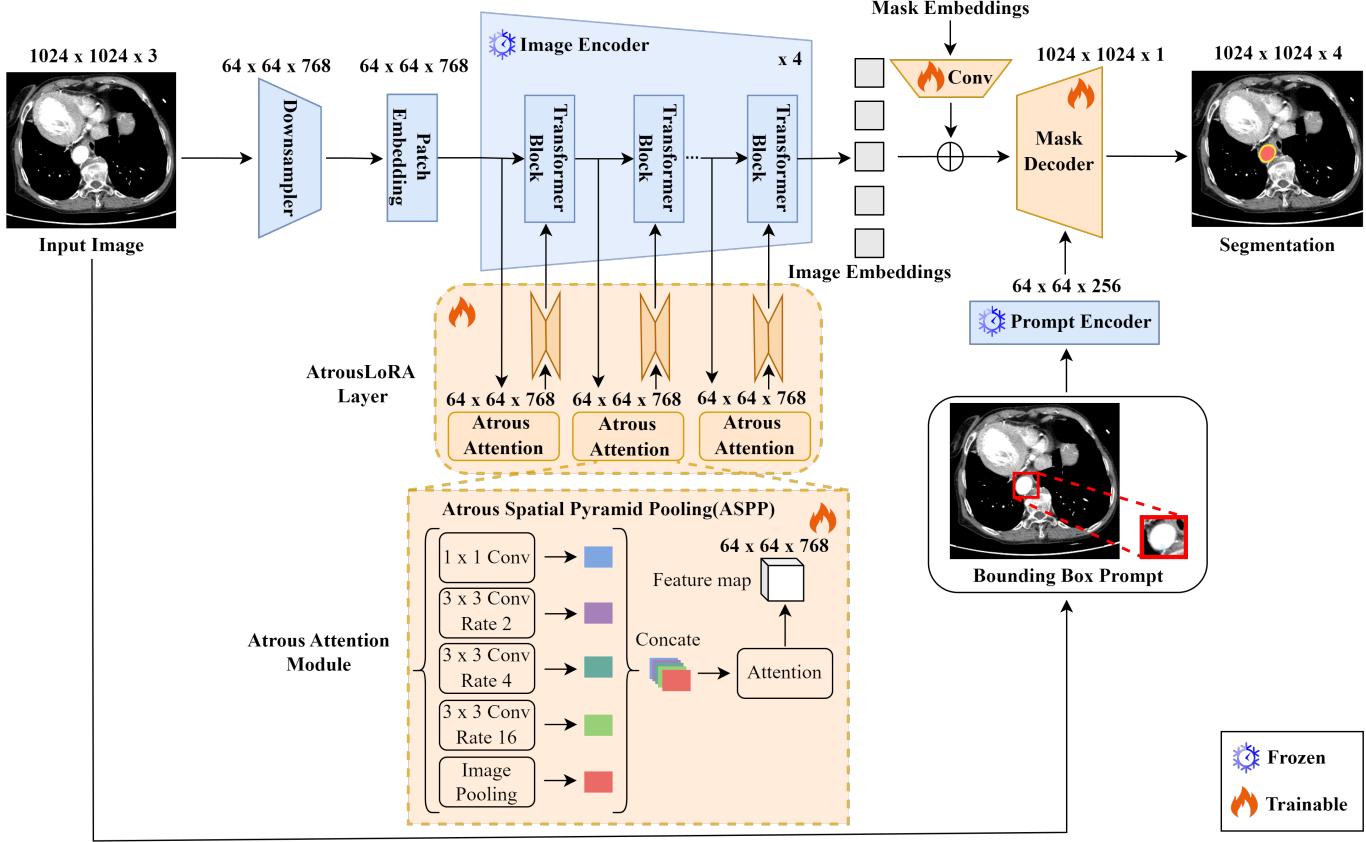 Mask Embeddings
1024 x 1024 x 3
64 x 64 x 768
64 x 64 x 768
Image Encoder
x 4
Conv
1024 x 1024 x 1
1024 x 1024 x 4
Downsampler
Patch
Embedding
Transformer
Block
Transformer
Block
...
Transformer
Block
Mask
Decoder
Input Image
Image Embeddings
Segmentation
64 x 64 x 256
Prompt Encoder
AtrousLoRA
Layer
64 x 64 x 768
64 x 64 x 768
64 x 64 x 768
Atrous
Attention
Atrous
Attention
Atrous
Attention
Atrous Spatial Pyramid Pooling(ASPP)
1 x 1 Conv
3 x 3 Conv
Rate 2
3 x 3 Conv
Rate 4
3 x 3 Conv
Rate 16
Image
Pooling
Concate
64 x 64 x 768
Feature map
Attention
Atrous Attention
Module
Bounding Box Prompt
Frozen
Trainable